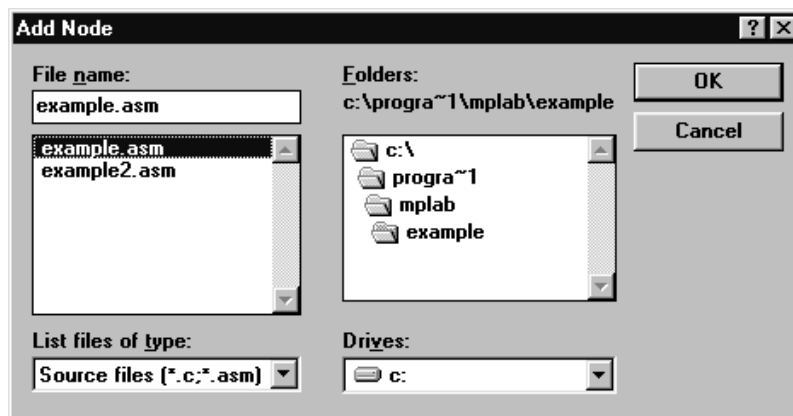 Add Node
File name:
example.asm
example.asm
example2.asm
List files of type:
Source files (*.c;*.asm)
Folders:
c:\progra~1\mplab\example
c:\
progra~1
mplab
example
Drives:
c:
OK
Cancel